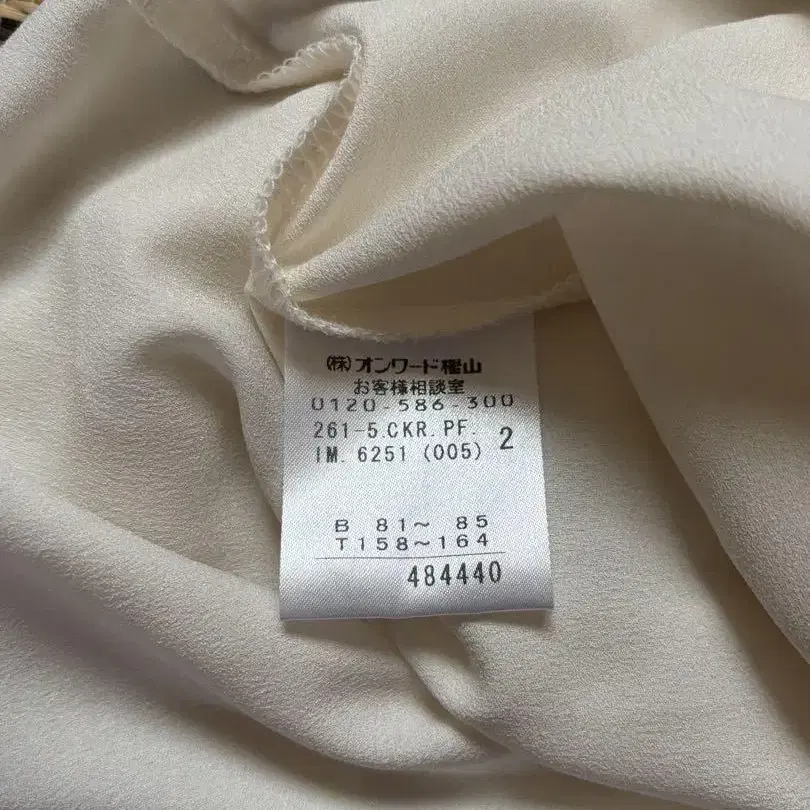 (株)オンワード樫山
お客様相談室
0120-586-300
261-5.CKR.PF.
IM.6251(005) 2
B 81～ 85
T158～164
484440